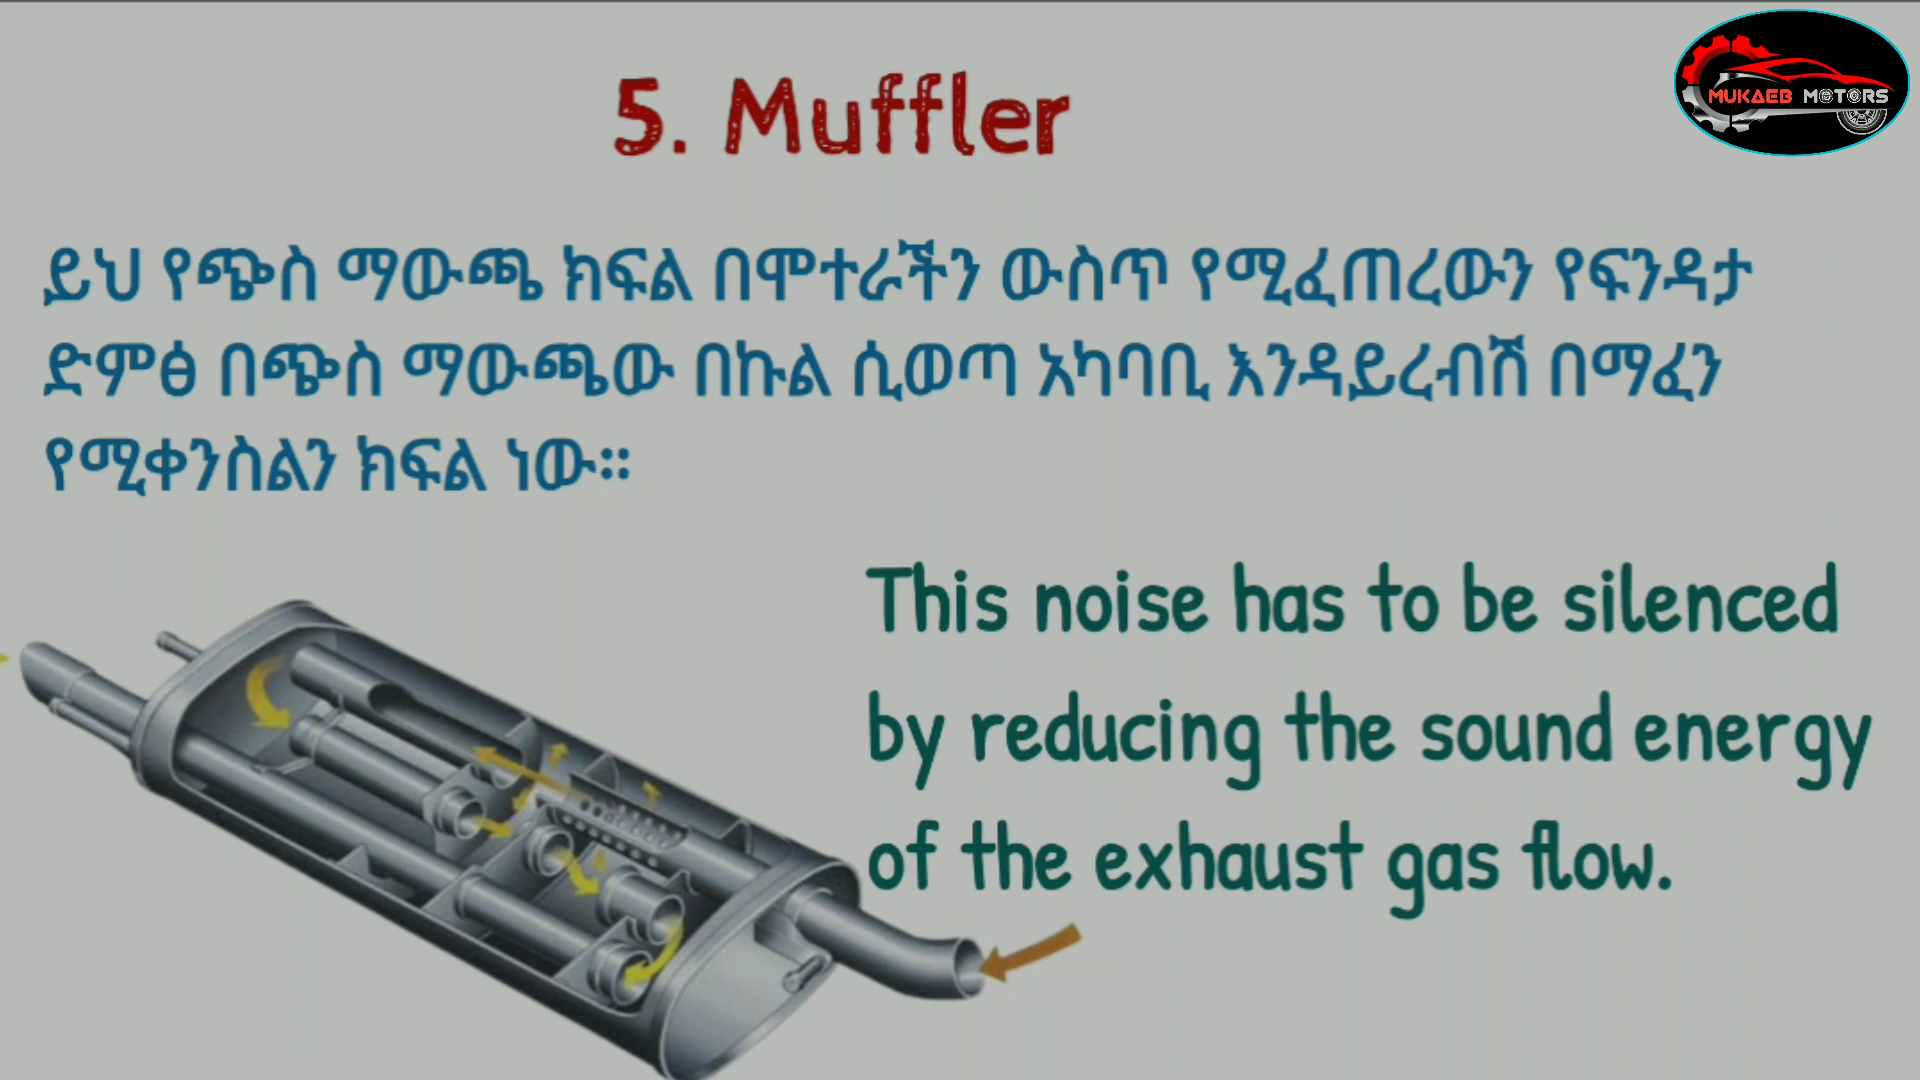 5. Muffler
MUKAEB MOTORS
ይህ የጭስ ማውጫ ክፍል በሞተራችን ውስጥ የሚፈጠረውን የፍንዳታ
ድምፅ በጭስ ማውጫው በኩል ሲወጣ አካባቢ እንዳይረብሽ በማፈን
የሚቀንስልን ክፍል ነው።
This noise has to be silenced
by reducing the sound energy
of the exhaust gas flow.